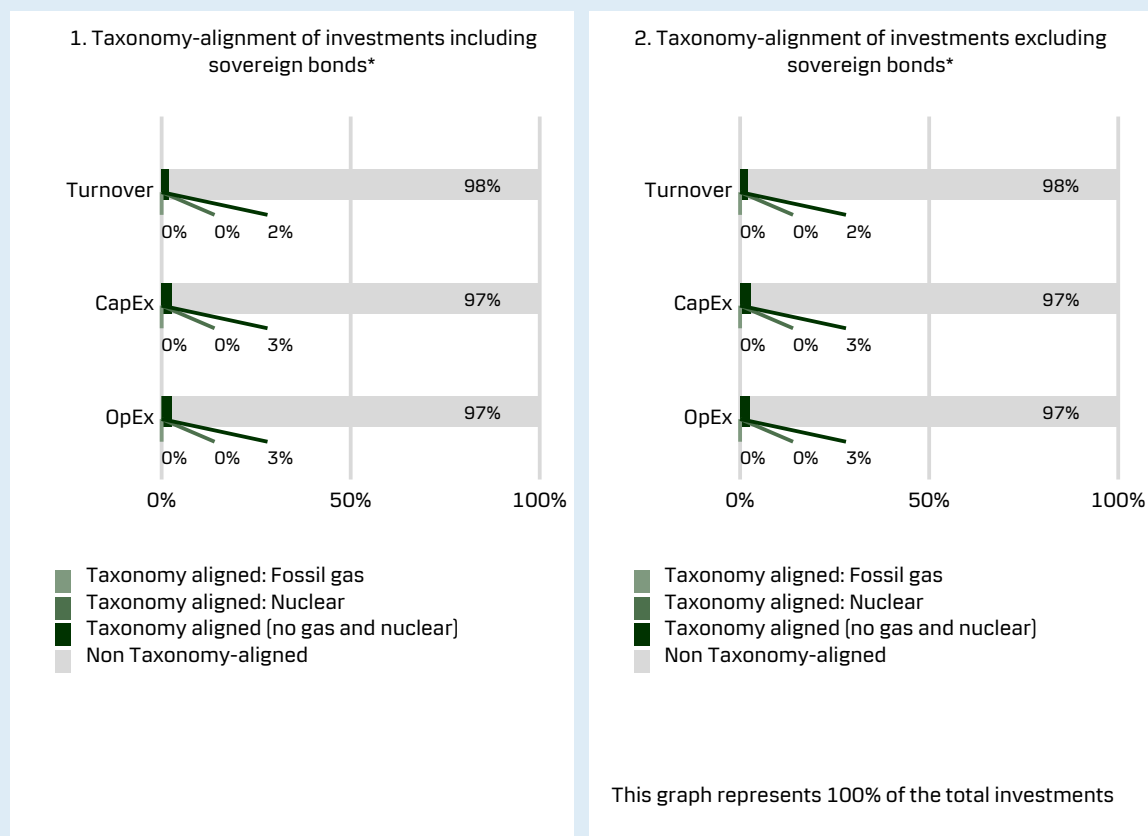 1. Taxonomy-alignment of investments including
sovereign bonds*
Turnover
98%
0% 0% 2%
CapEx
97%
0% 0% 3%
OpEx
97%
0% 0% 3%
0% 50% 100%
Taxonomy aligned: Fossil gas
Taxonomy aligned: Nuclear
Taxonomy aligned (no gas and nuclear)
Non Taxonomy-aligned
2. Taxonomy-alignment of investments excluding
sovereign bonds*
Turnover
98%
0% 0% 2%
CapEx
97%
0% 0% 3%
OpEx
97%
0% 0% 3%
0% 50% 100%
Taxonomy aligned: Fossil gas
Taxonomy aligned: Nuclear
Taxonomy aligned (no gas and nuclear)
Non Taxonomy-aligned
This graph represents 100% of the total investments